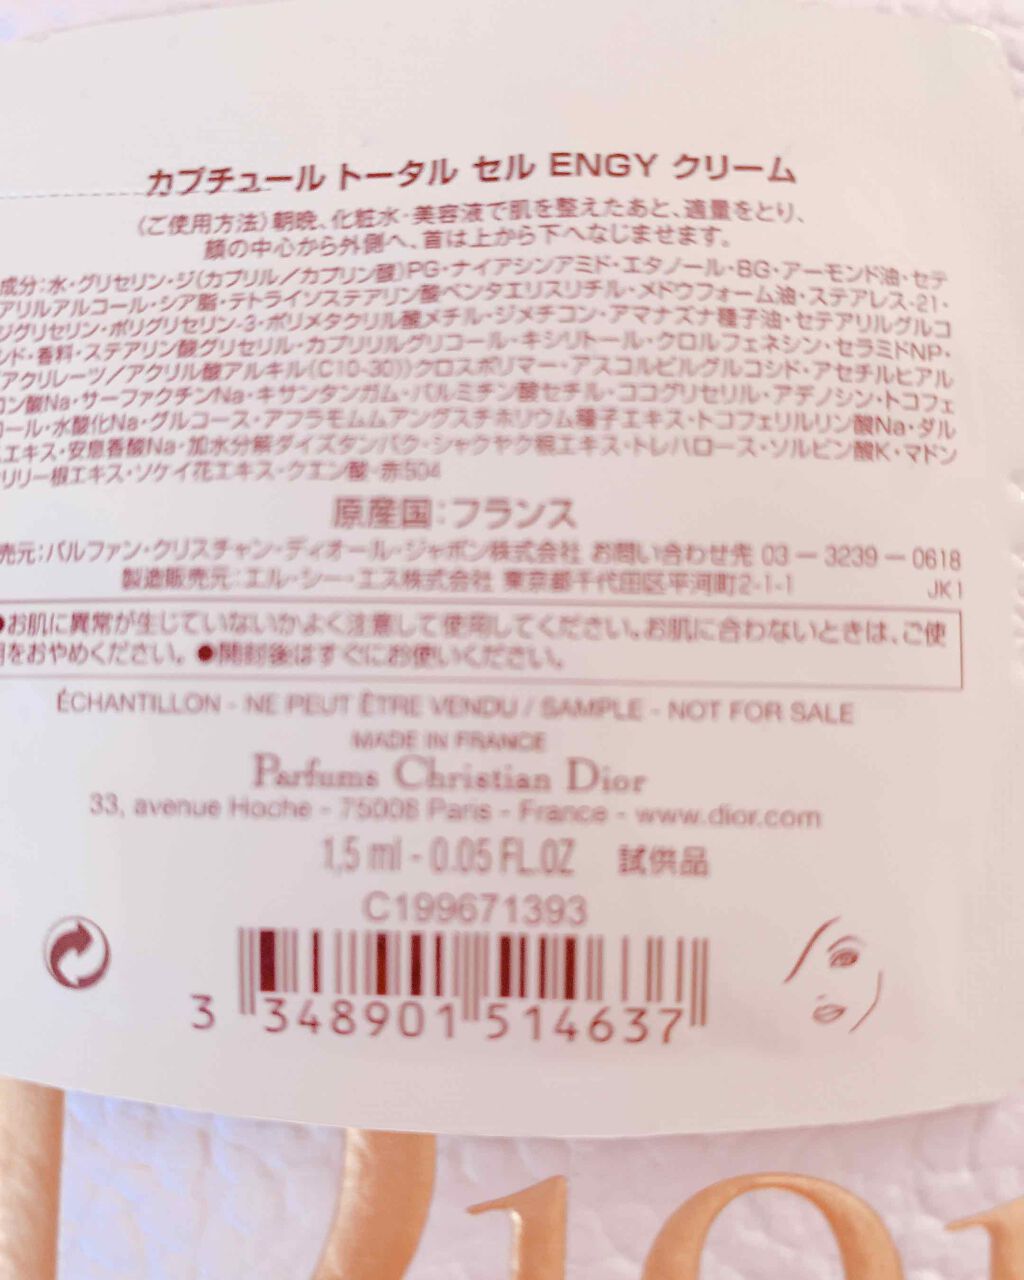 カプチュール トータル セル ENGY クリーム
〈ご使用方法〉朝晩、化粧水・美容液で肌を整えたあと、適量をとり、
顔の中心から外側へ、首は上から下へなじませます。
成分:水・グリセリン・ジ(カプリル/カプリン酸)PG・ナイアシンアミド・エタノール・BG・アーモンド油・セテ
アリルアルコール・シア脂・テトライソステアリン酸ペンタエリスリチル・メドウフォーム油・ステアレス-21・
ジグリセリン・ポリグリセリン-3・ポリメタクリル酸メチル・ジメチコン・アマナズナ種子油・セテアリルグルコ
ド・香料・ステアリン酸グリセリル・カプリリルグリコール・キシリトール・クロルフェネシン・セラミドNP・
アクリレーツ/アクリル酸アルキル(C10-30))クロスポリマー・アスコルビルグルコシド・アセチルヒアル
ン酸Na・サーファクチンNa・キサンタンガム・パルミチン酸セチル・ココグリセリル・アデノシン・トコフェ
ール・水酸化Na・グルコース・アフラモムムアングスチホリウム種子エキス・トコフェリルリン酸Na・ダル
エキス・安息香酸Na・加水分解ダイズタンパク・シャクヤク根エキス・トレハロース・ソルビン酸K・マドン
リリー根エキス・ソケイ花エキス・クエン酸・赤504
原産国:フランス
売元:パルファン・クリスチャン・ディオール・ジャポン株式会社 お問い合わせ先 03-3239-0618
製造販売元:エル・シー・エス株式会社 東京都千代田区平河町2-1-1 JK1
●お肌に異常が生じていないかよく注意して使用してください。お肌に合わないときは、ご使
用をおやめください。●開封後はすぐにお使いください。
ÉCHANTILLON - NE PEUT ÊTRE VENDU / SAMPLE - NOT FOR SALE
MADE IN FRANCE
Parfums Christian Dior
33, avenue Hoche - 75008 Paris - France - www.dior.com
1,5 ml - 0.05 FL.OZ 試供品
C199671393
3 348901 514637
Dior